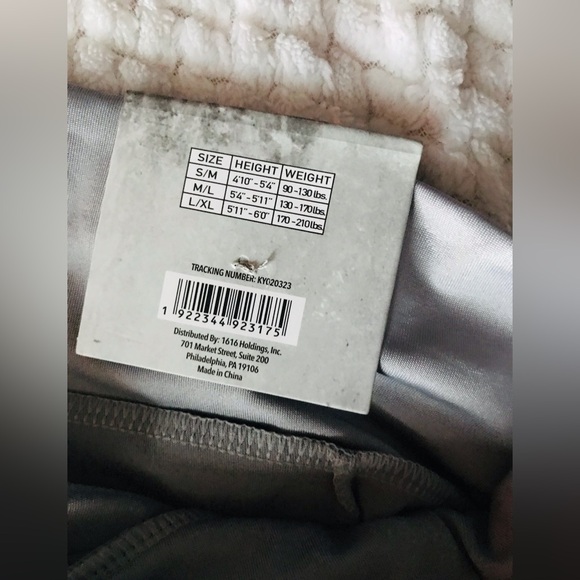 SIZE HEIGHT WEIGHT
S/M 4'10" - 5'4" 90 - 130 lbs.
M/L 5'4" - 5'11" 130 - 170 lbs.
L/XL 5'11" - 6'0" 170 - 210 lbs.
TRACKING NUMBER: KY020323
1 92234 4 923175
Distributed By: 1616 Holdings, Inc.
701 Market Street, Suite 200
Philadelphia, PA 19106
Made in China